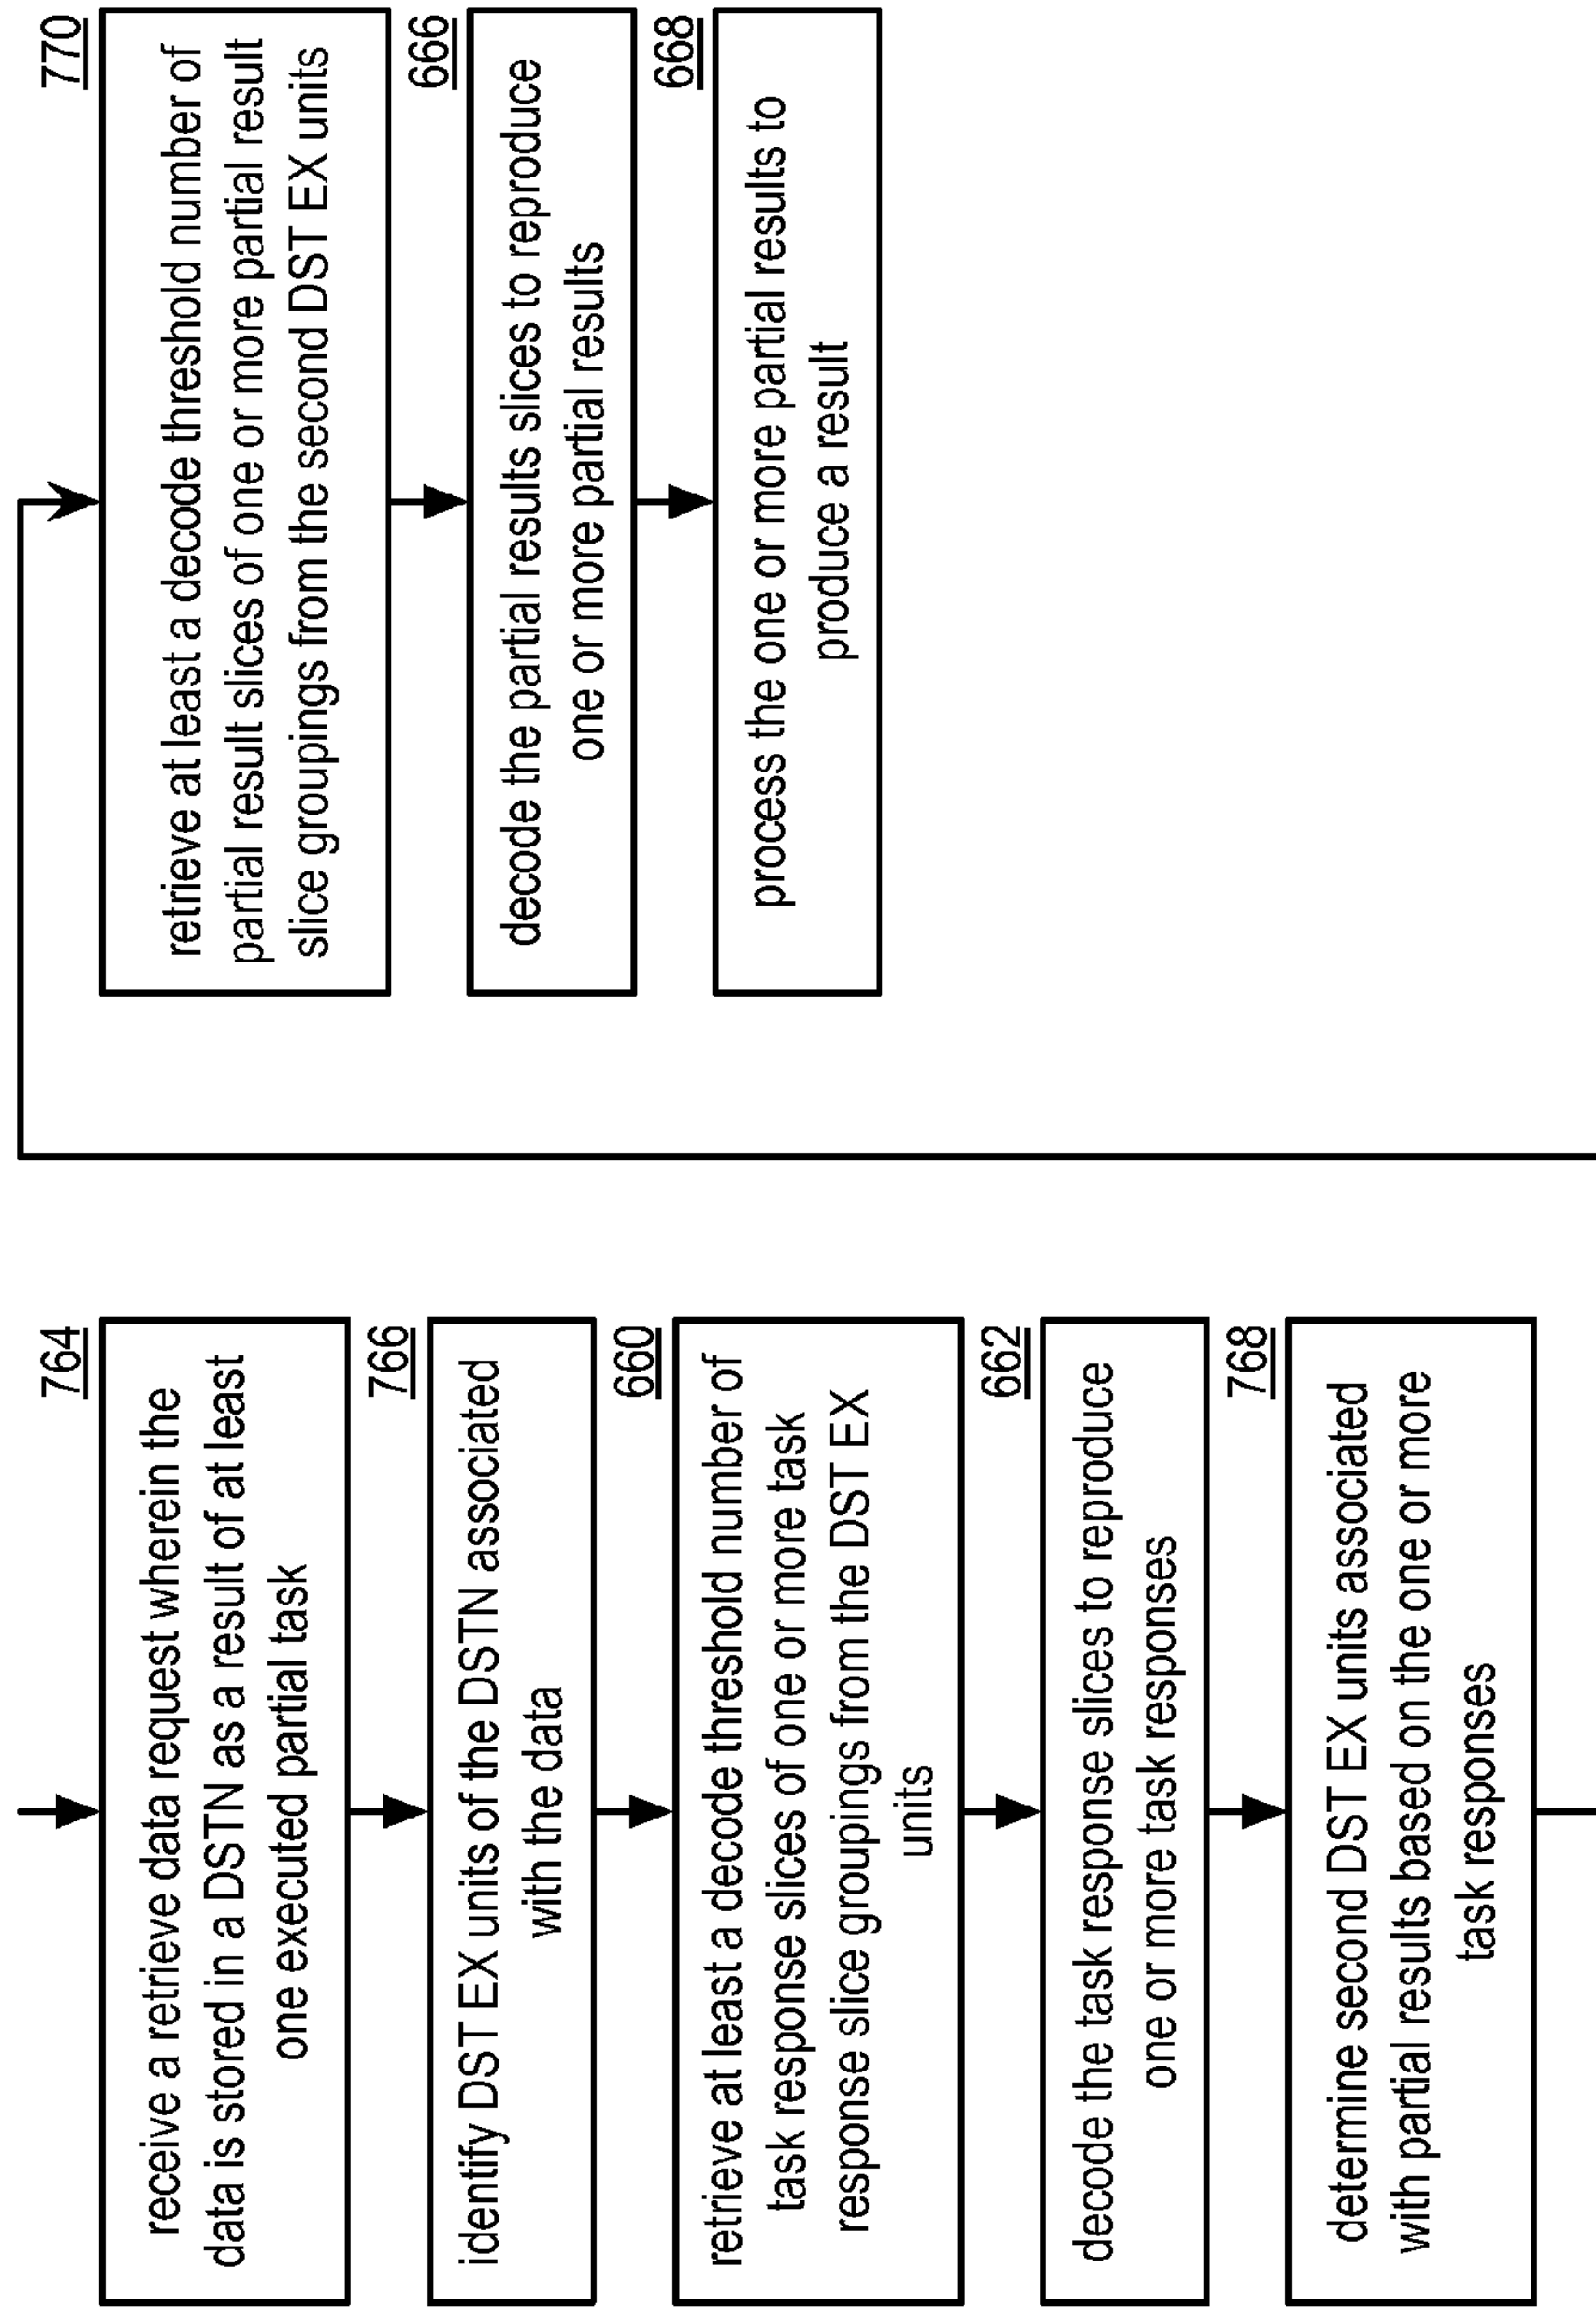 764
receive a retrieve data request wherein the
data is stored in a DSTN as a result of at least
one executed partial task
766
identify DST EX units of the DSTN associated
with the data
660
retrieve at least a decode threshold number of
task response slices of one or more task
response slice groupings from the DST EX
units
662
decode the task response slices to reproduce
one or more task responses
768
determine second DST EX units associated
with partial results based on the one or more
task responses
770
retrieve at least a decode threshold number of
partial result slices of one or more partial result
slice groupings from the second DST EX units
666
decode the partial results slices to reproduce
one or more partial results
668
process the one or more partial results to
produce a result